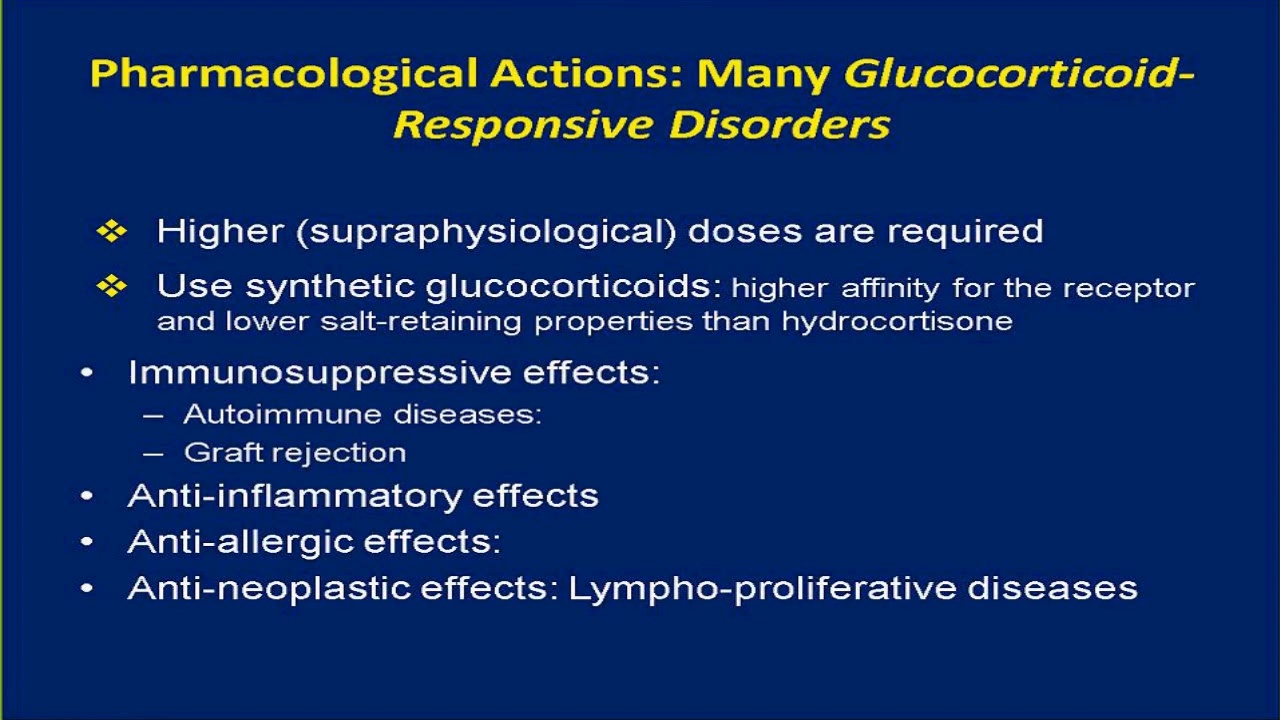 Pharmacological Actions: Many Glucocorticoid-
Responsive Disorders
❖ Higher (supraphysiological) doses are required
❖ Use synthetic glucocorticoids: higher affinity for the receptor
and lower salt-retaining properties than hydrocortisone
• Immunosuppressive effects:
– Autoimmune diseases:
– Graft rejection
• Anti-inflammatory effects
• Anti-allergic effects:
• Anti-neoplastic effects: Lympho-proliferative diseases